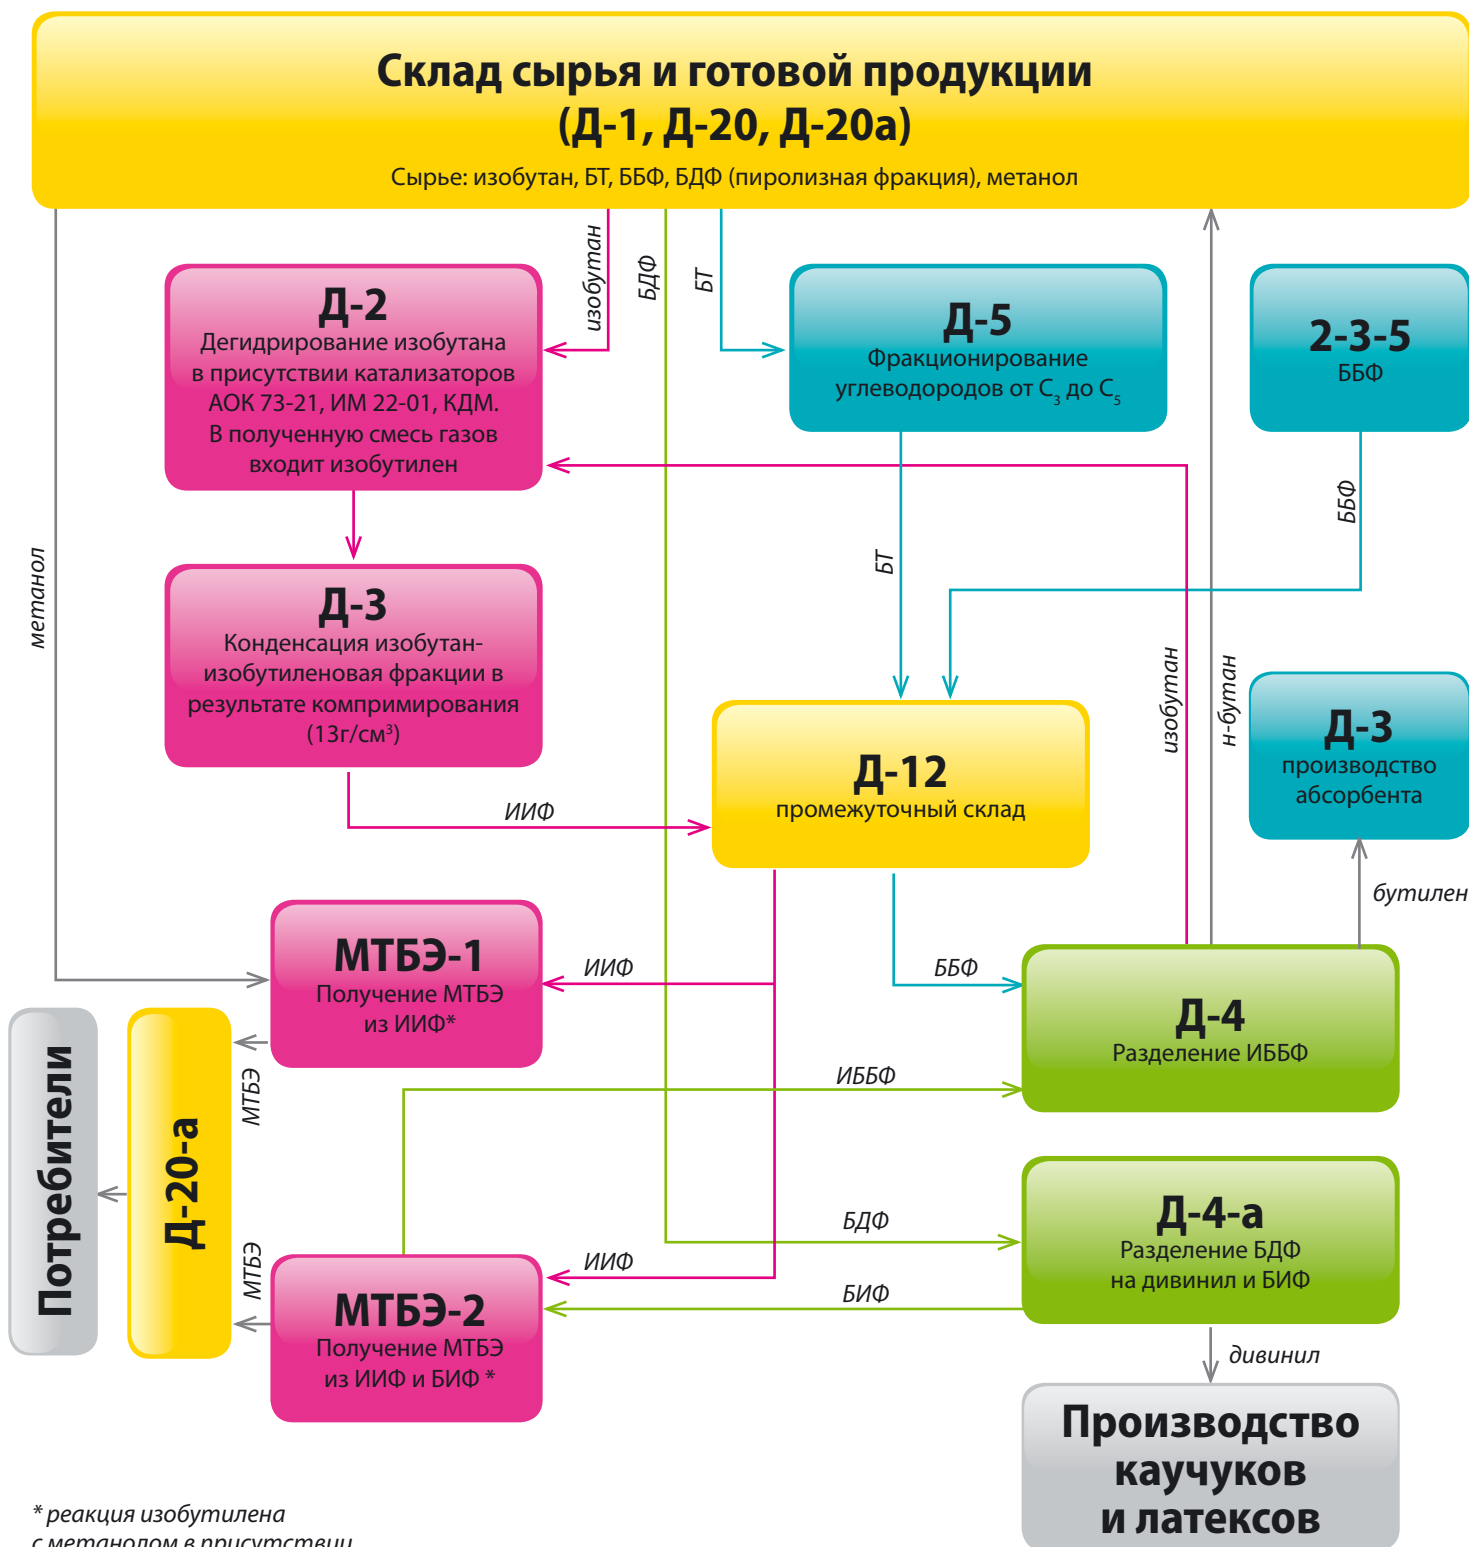 Склад сырья и готовой продукции
(Д-1, Д-20, Д-20а)
Сырье: изобутан, БТ, ББФ, БДФ (пиролизная фракция), метанол
изобутан
БДФ
БТ
Д-2
Дегидрирование изобутана
в присутствии катализаторов
АОК 73-21, ИМ 22-01, КДМ.
В полученную смесь газов
входит изобутилен
Д-5
Фракционирование
углеводородов от С₃ до С₅
2-3-5
ББФ
ББФ
БТ
метанол
Д-3
Конденсация изобутан-
изобутиленовая фракции в
результате компримирования
(13г/см³)
изобутан
н-бутан
Д-3
производство
абсорбента
Д-12
промежуточный склад
ИИФ
бутилен
МТБЭ-1
Получение МТБЭ
из ИИФ*
ИИФ
ББФ
Д-4
Разделение ИББФ
ИББФ
МТБЭ
Потребители
Д-20-а
МТБЭ
БДФ
Д-4-а
Разделение БДФ
на дивинил и БИФ
ИИФ
БИФ
МТБЭ-2
Получение МТБЭ
из ИИФ и БИФ *
дивинил
Производство
каучуков
и латексов
* реакция изобутилена
с метанолом в присутствии